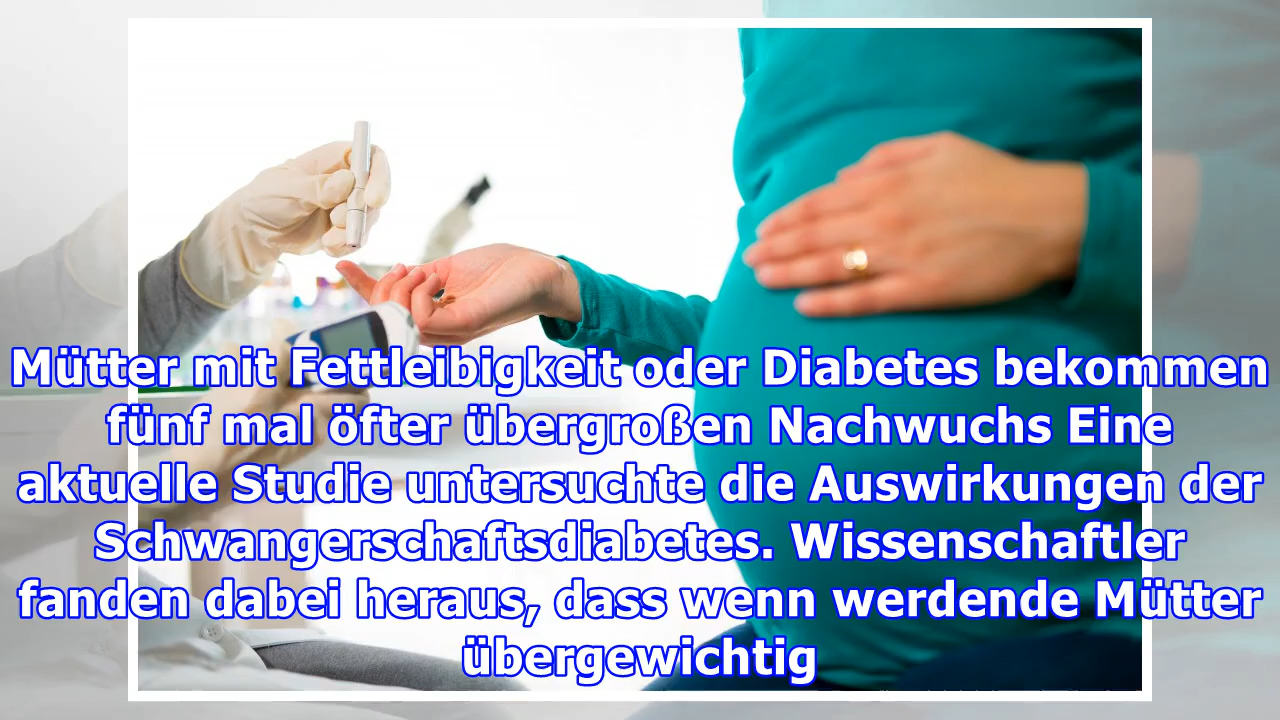 Mütter mit Fettleibigkeit oder Diabetes bekommen
fünf mal öfter übergroßen Nachwuchs Eine
aktuelle Studie untersuchte die Auswirkungen der
Schwangerschaftsdiabetes. Wissenschaftler
fanden dabei heraus, dass wenn werdende Mütter
übergewichtig